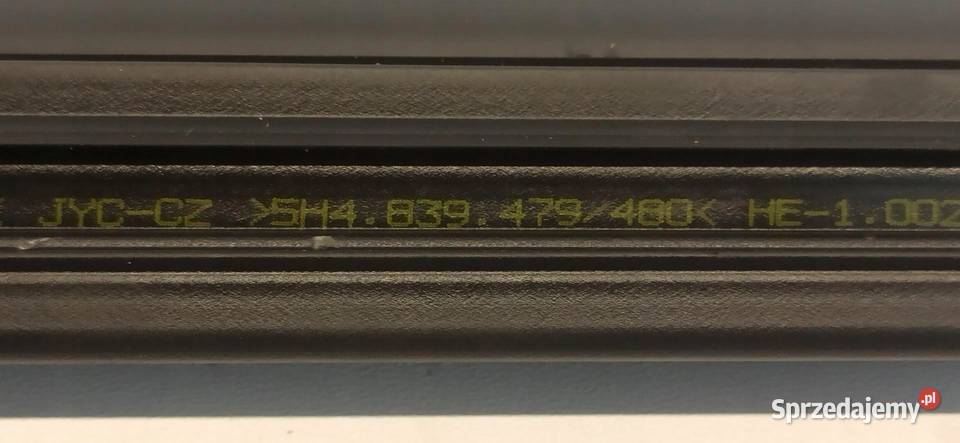 JYC-CZ >5H4.839.479/480< HE-1.002
Sprzedajemy.pl